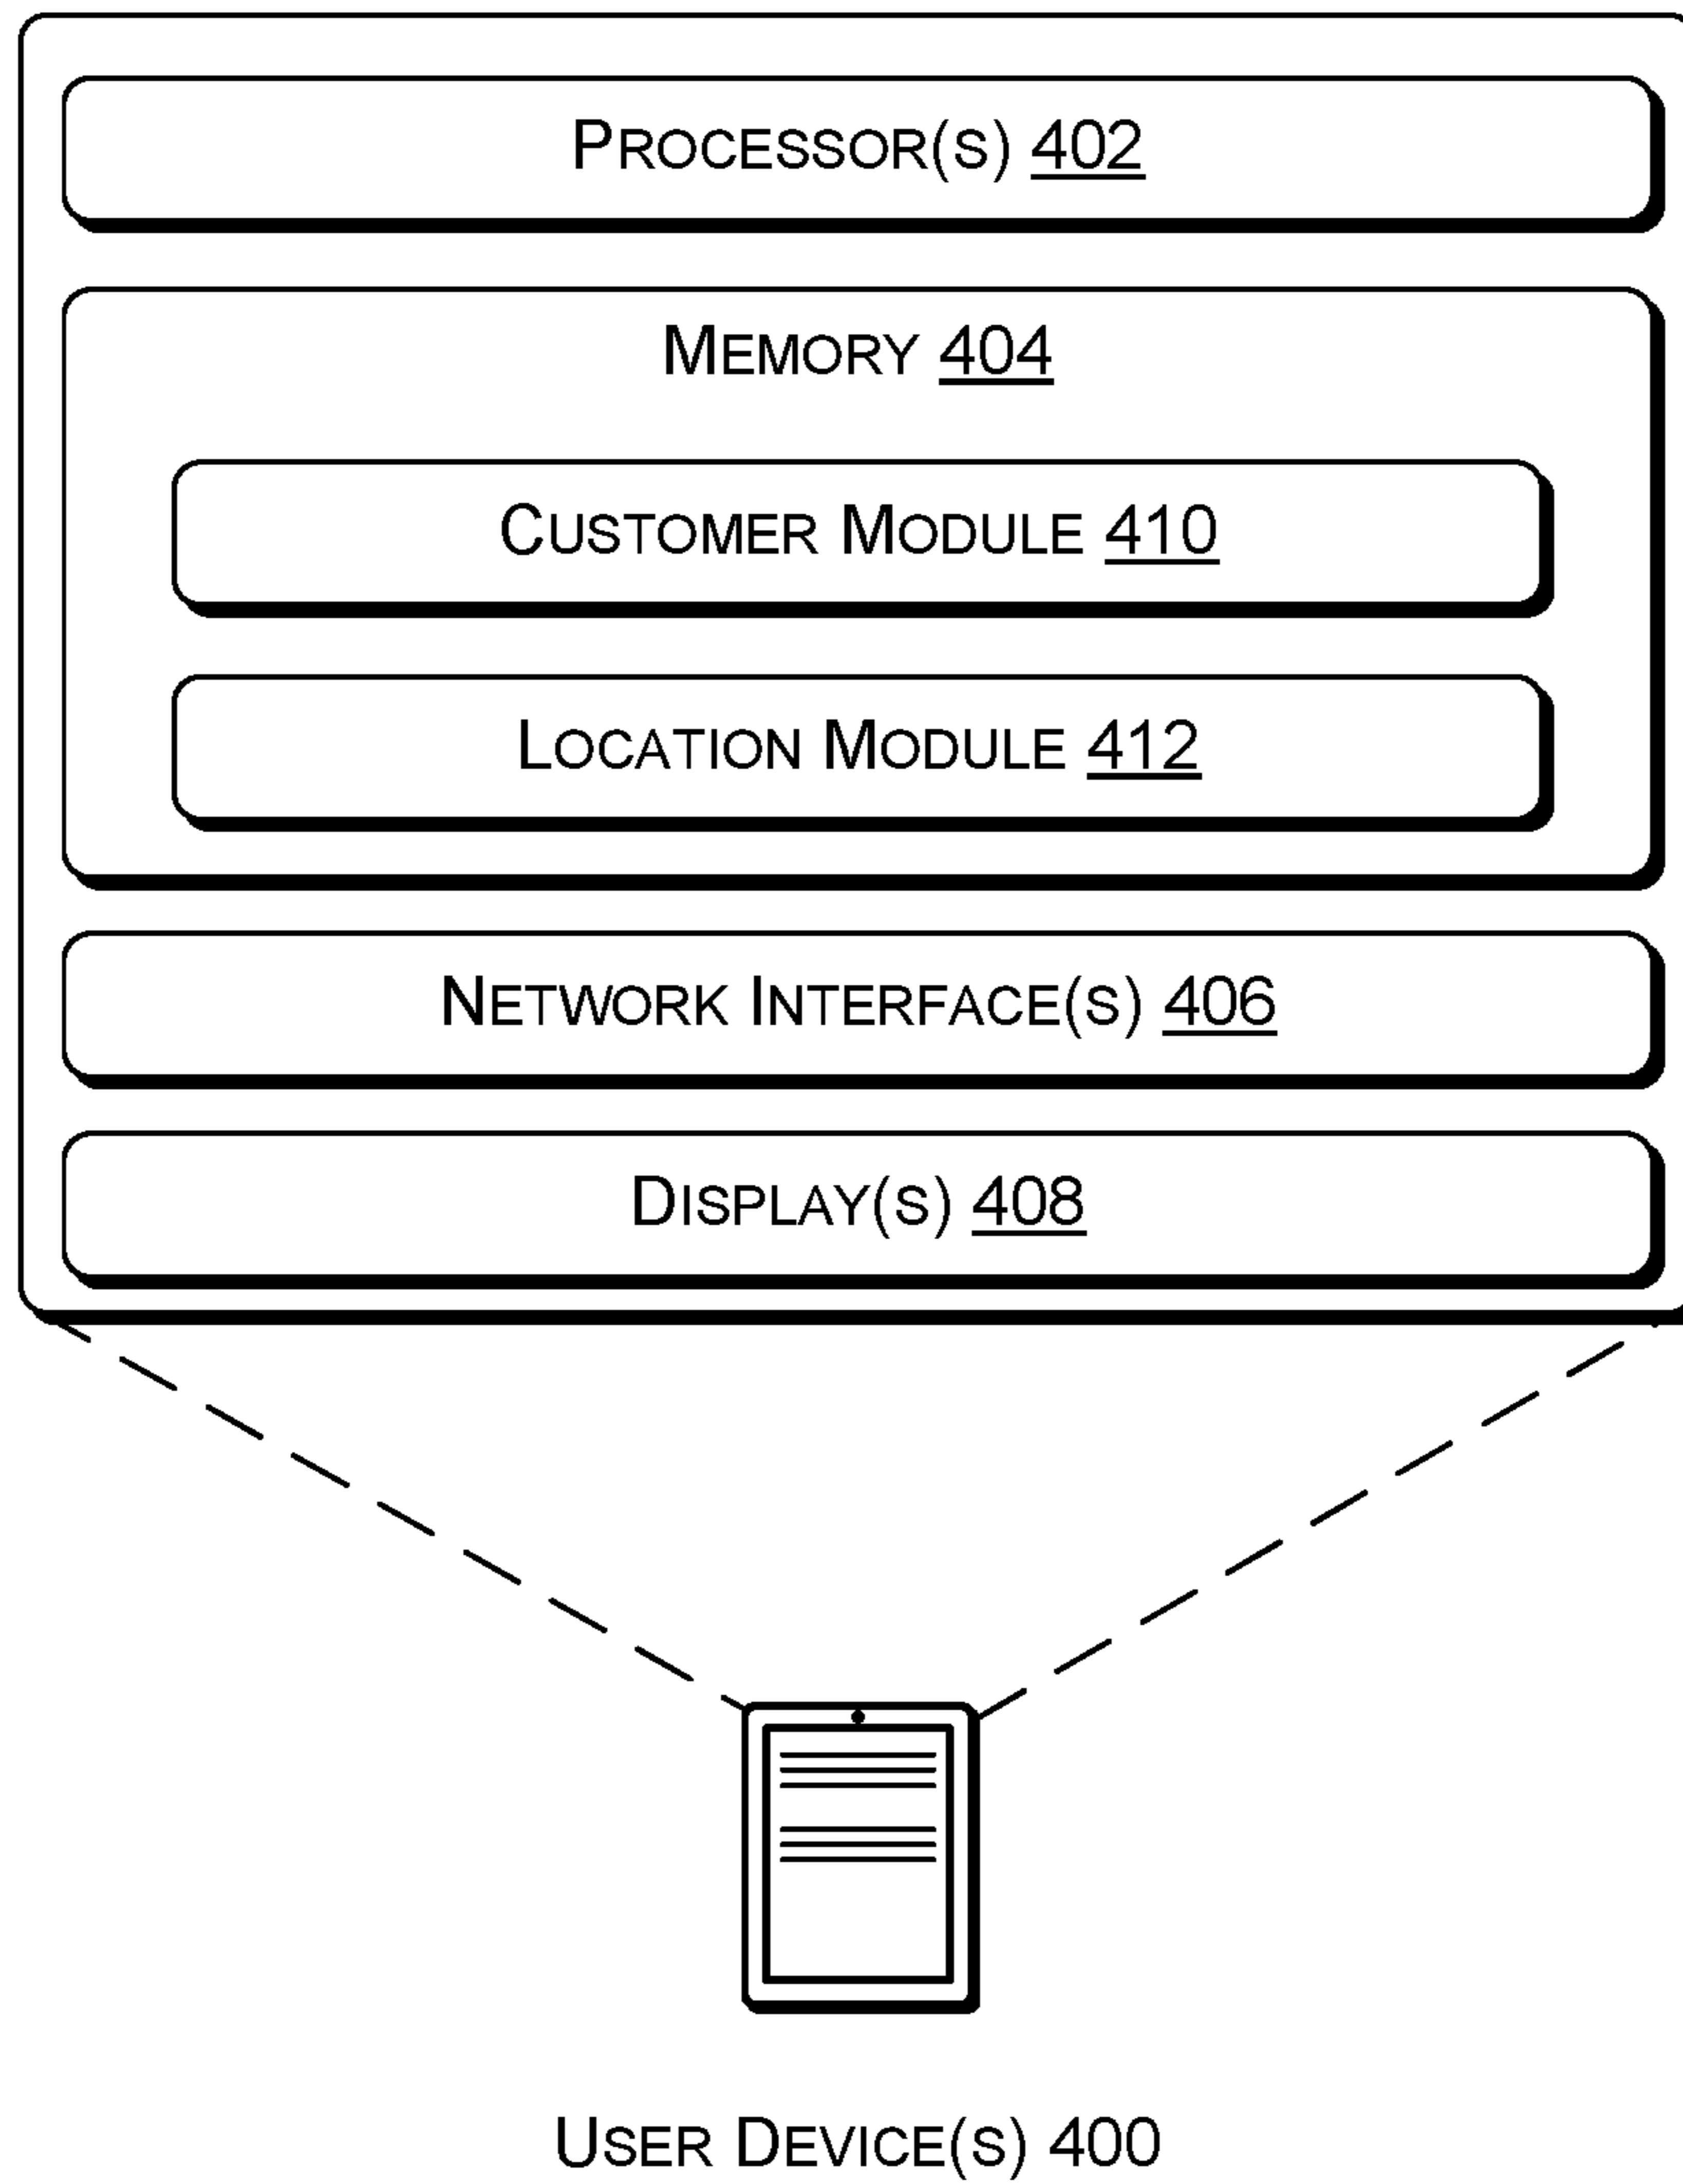 PROCESSOR(S) 402
MEMORY 404
CUSTOMER MODULE 410
LOCATION MODULE 412
NETWORK INTERFACE(S) 406
DISPLAY(S) 408
USER DEVICE(S) 400